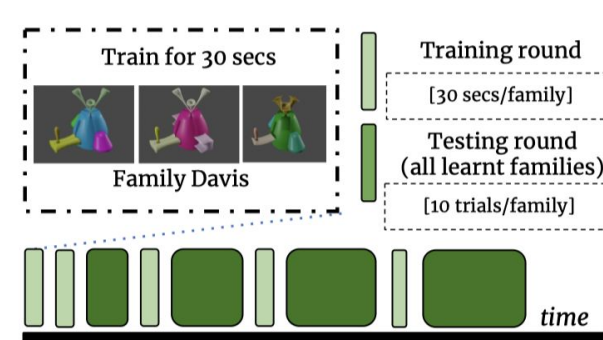 Train for 30 secs
Family Davis
Training round
[30 secs/family]
Testing round
(all learnt families)
[10 trials/family]
time